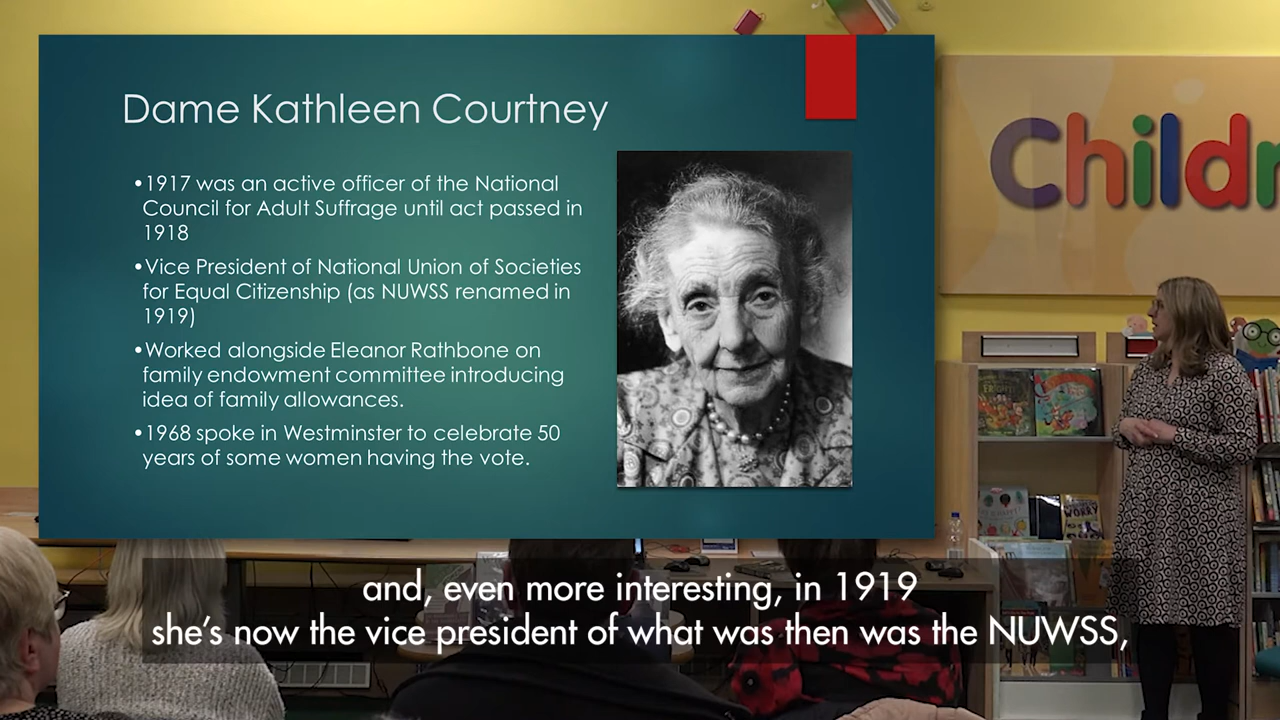 Dame Kathleen Courtney
•1917 was an active officer of the National
Council for Adult Suffrage until act passed in
1918
•Vice President of National Union of Societies
for Equal Citizenship (as NUWSS renamed in
1919)
•Worked alongside Eleanor Rathbone on
family endowment committee introducing
idea of family allowances.
•1968 spoke in Westminster to celebrate 50
years of some women having the vote.
Childr
WORRY
and, even more interesting, in 1919
she's now the vice president of what was then was the NUWSS,